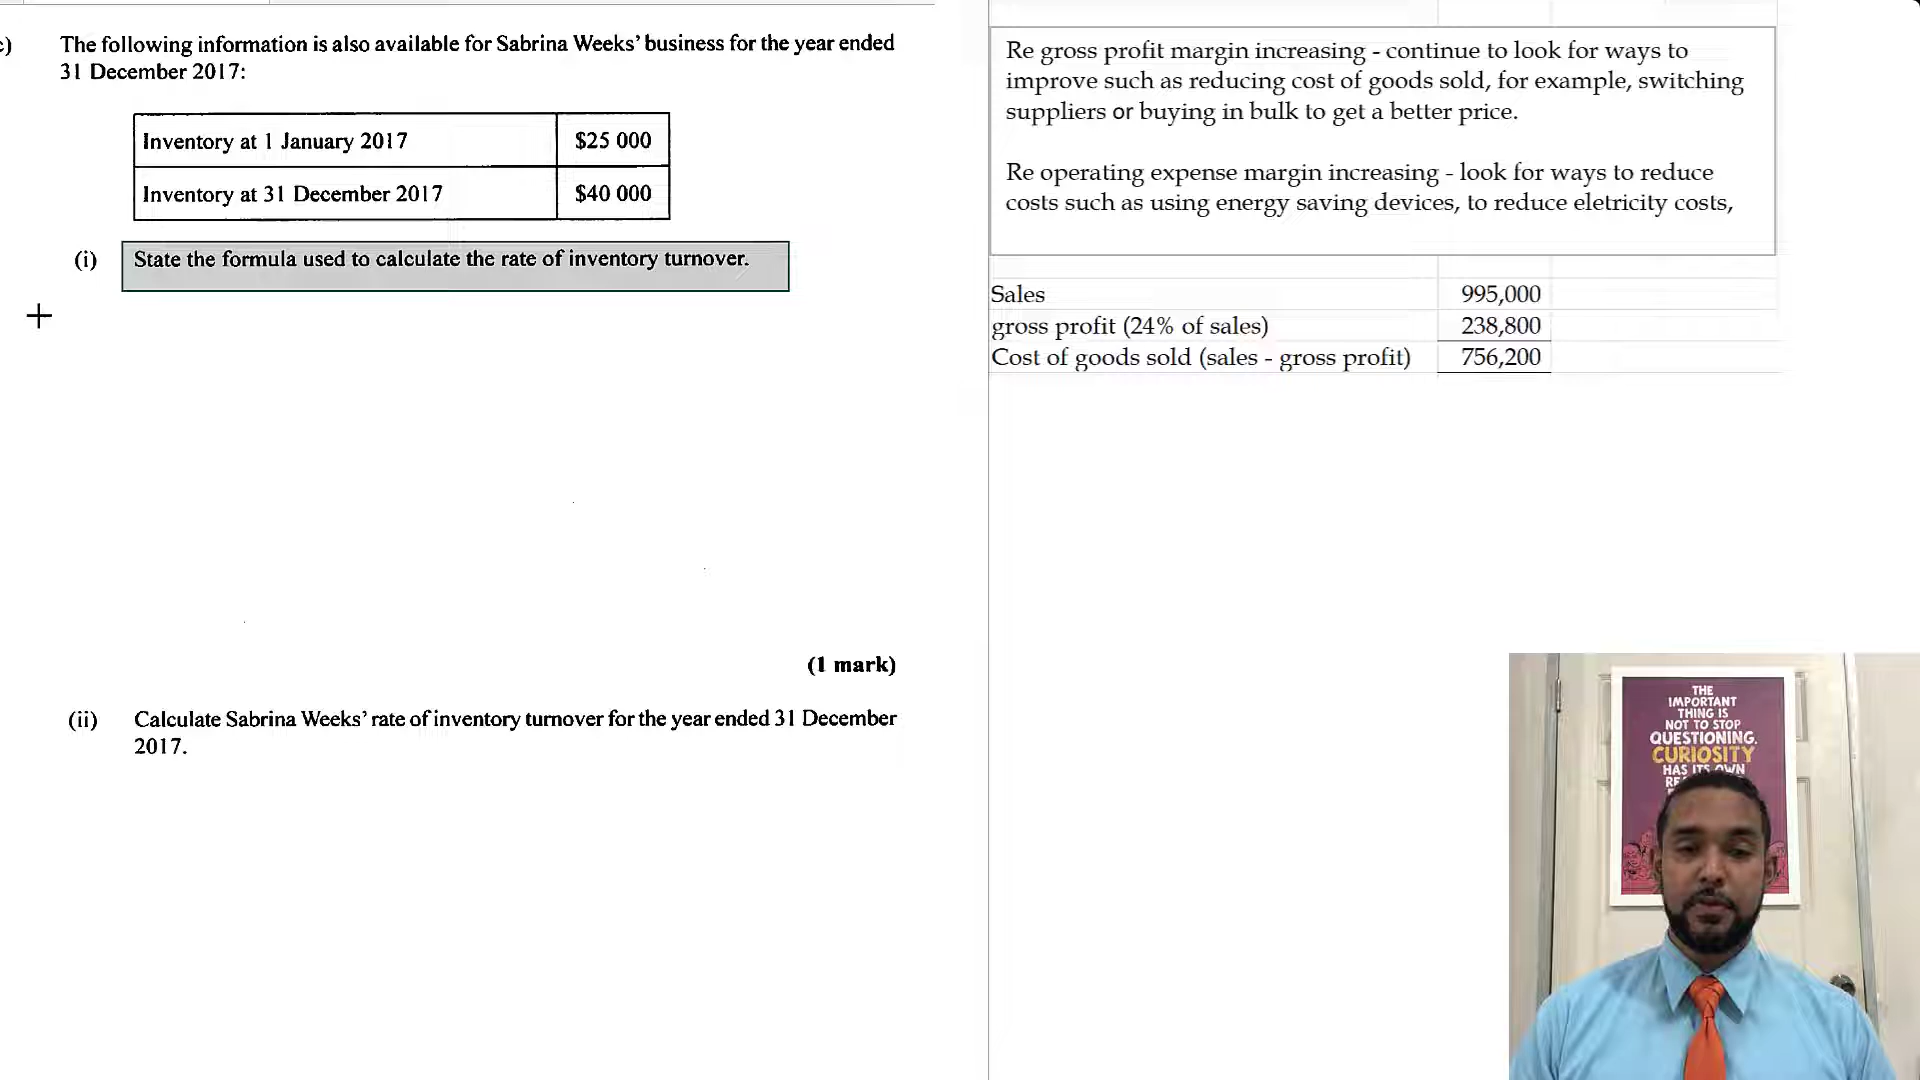 c)
The following information is also available for Sabrina Weeks' business for the year ended
31 December 2017:
Inventory at 1 January 2017 $25 000
Inventory at 31 December 2017 $40 000
(i) State the formula used to calculate the rate of inventory turnover.
(1 mark)
(ii) Calculate Sabrina Weeks' rate of inventory turnover for the year ended 31 December
2017.
Re gross profit margin increasing - continue to look for ways to
improve such as reducing cost of goods sold, for example, switching
suppliers or buying in bulk to get a better price.
Re operating expense margin increasing - look for ways to reduce
costs such as using energy saving devices, to reduce eletricity costs,
Sales 995,000
gross profit (24% of sales) 238,800
Cost of goods sold (sales - gross profit) 756,200
THE
IMPORTANT
THING IS
NOT TO STOP
QUESTIONING.
CURIOSITY
HAS ITS OWN